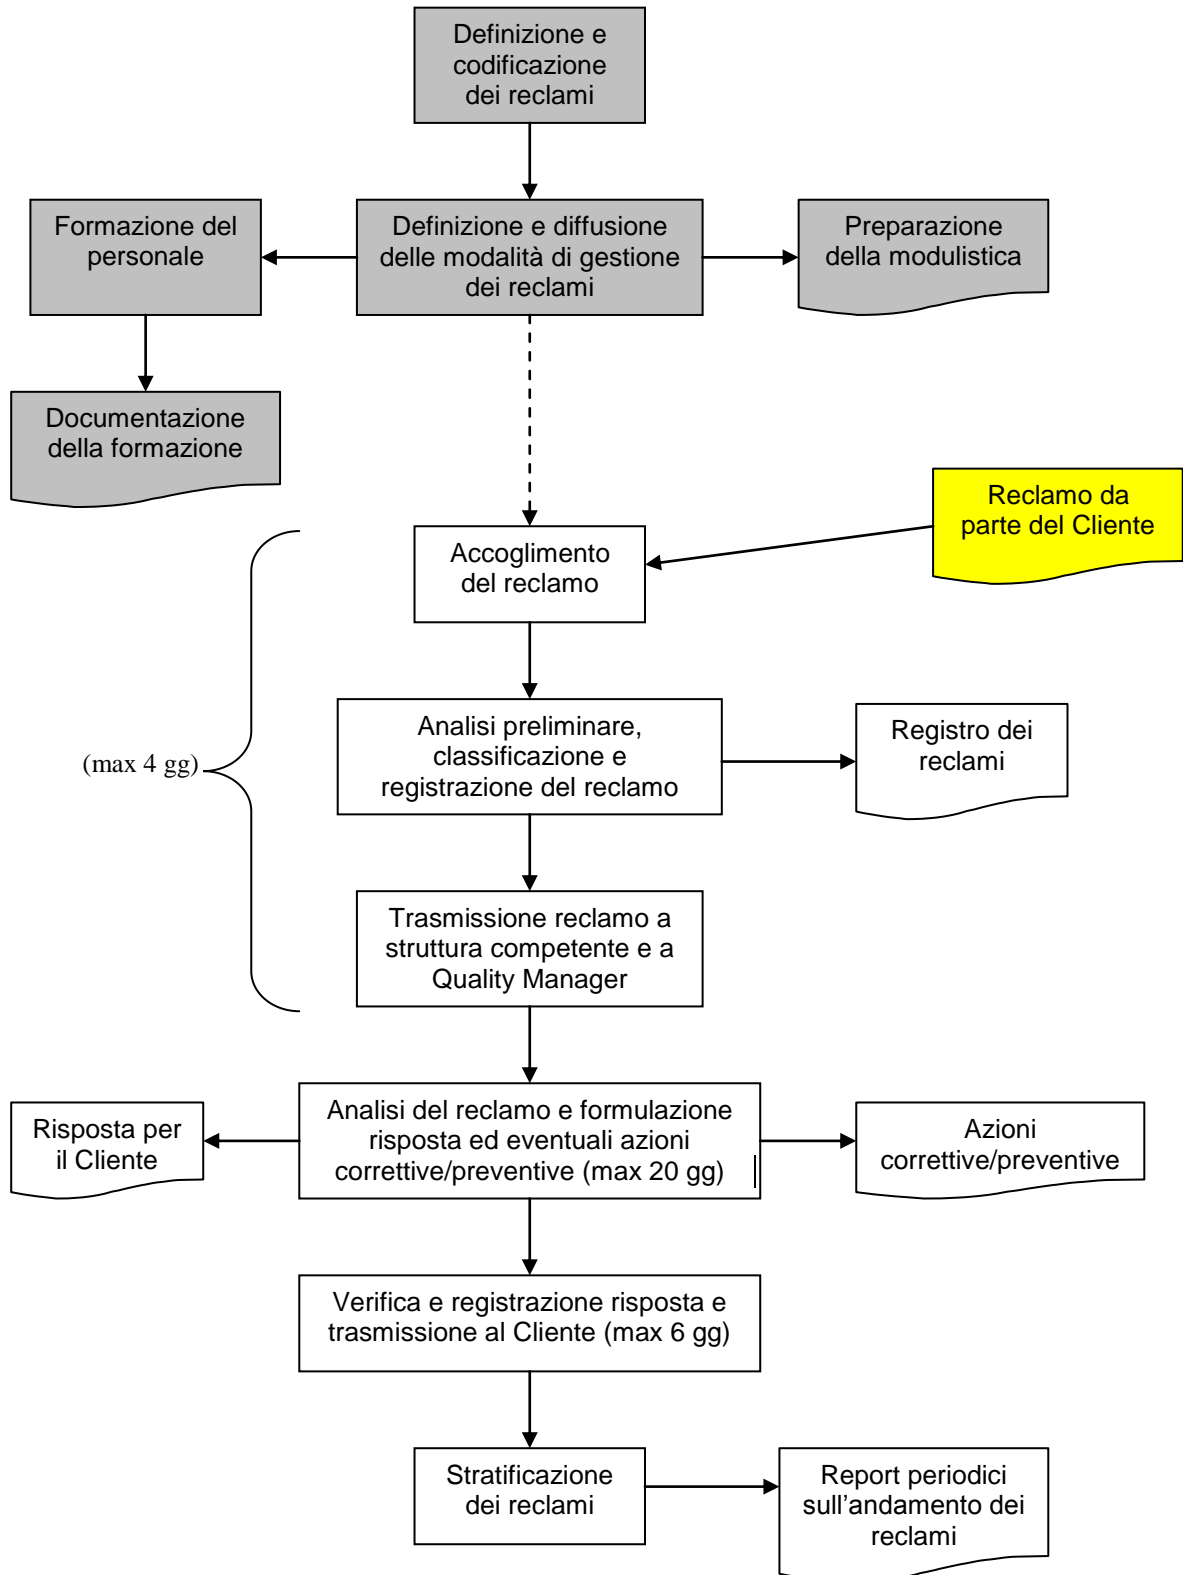 Definizione e
codificazione
dei reclami
Formazione del
personale
Definizione e diffusione
delle modalità di gestione
dei reclami
Preparazione
della modulistica
Documentazione
della formazione
Reclamo da
parte del Cliente
Accoglimento
del reclamo
(max 4 gg)
Analisi preliminare,
classificazione e
registrazione del reclamo
Registro dei
reclami
Trasmissione reclamo a
struttura competente e a
Quality Manager
Risposta per
il Cliente
Analisi del reclamo e formulazione
risposta ed eventuali azioni
correttive/preventive (max 20 gg)
Azioni
correttive/preventive
Verifica e registrazione risposta e
trasmissione al Cliente (max 6 gg)
Stratificazione
dei reclami
Report periodici
sull’andamento dei
reclami